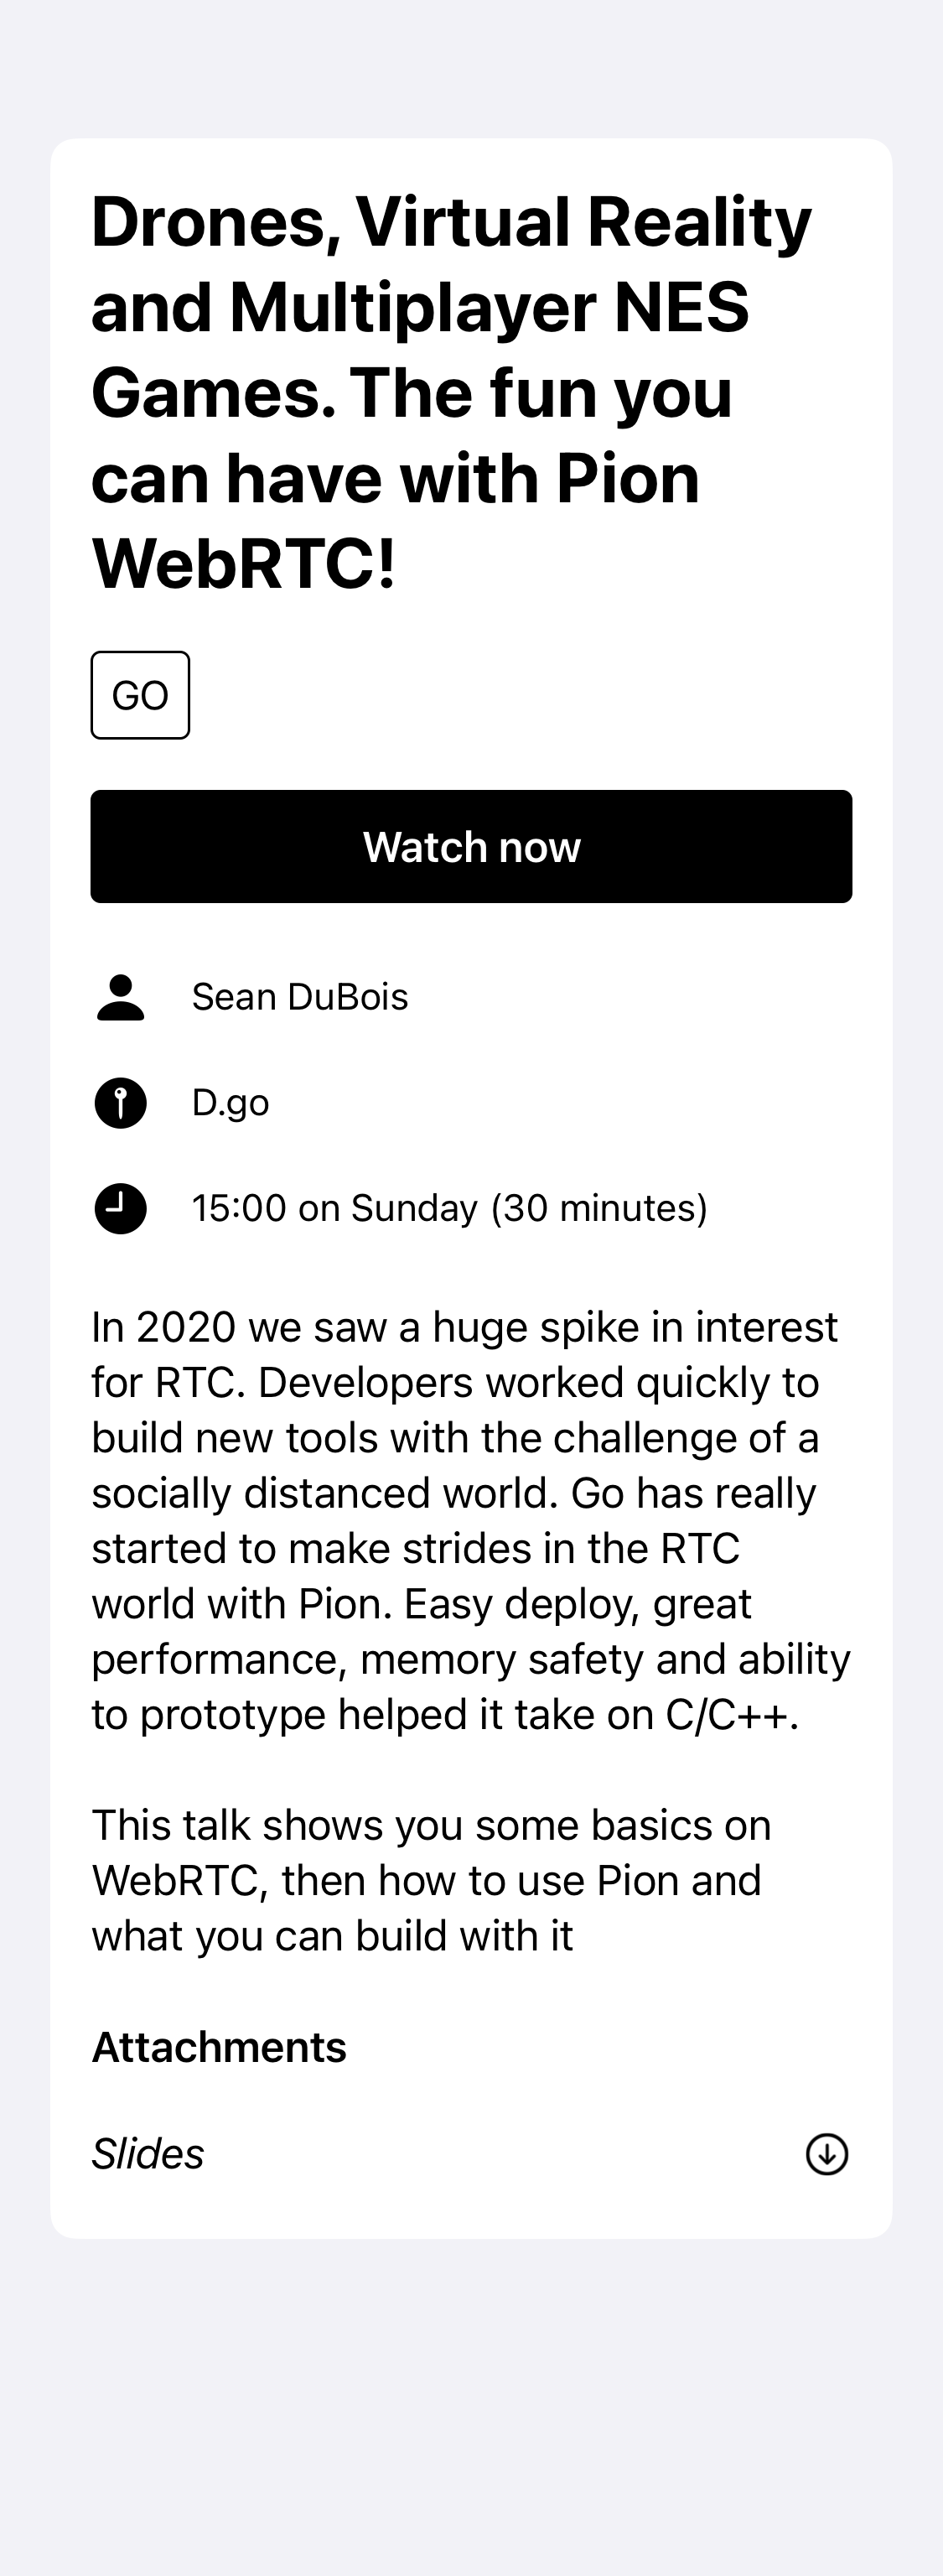 Drones, Virtual Reality
and Multiplayer NES
Games. The fun you
can have with Pion
WebRTC!
GO
Watch now
Sean DuBois
D.go
15:00 on Sunday (30 minutes)
In 2020 we saw a huge spike in interest
for RTC. Developers worked quickly to
build new tools with the challenge of a
socially distanced world. Go has really
started to make strides in the RTC
world with Pion. Easy deploy, great
performance, memory safety and ability
to prototype helped it take on C/C++.
This talk shows you some basics on
WebRTC, then how to use Pion and
what you can build with it
Attachments
Slides